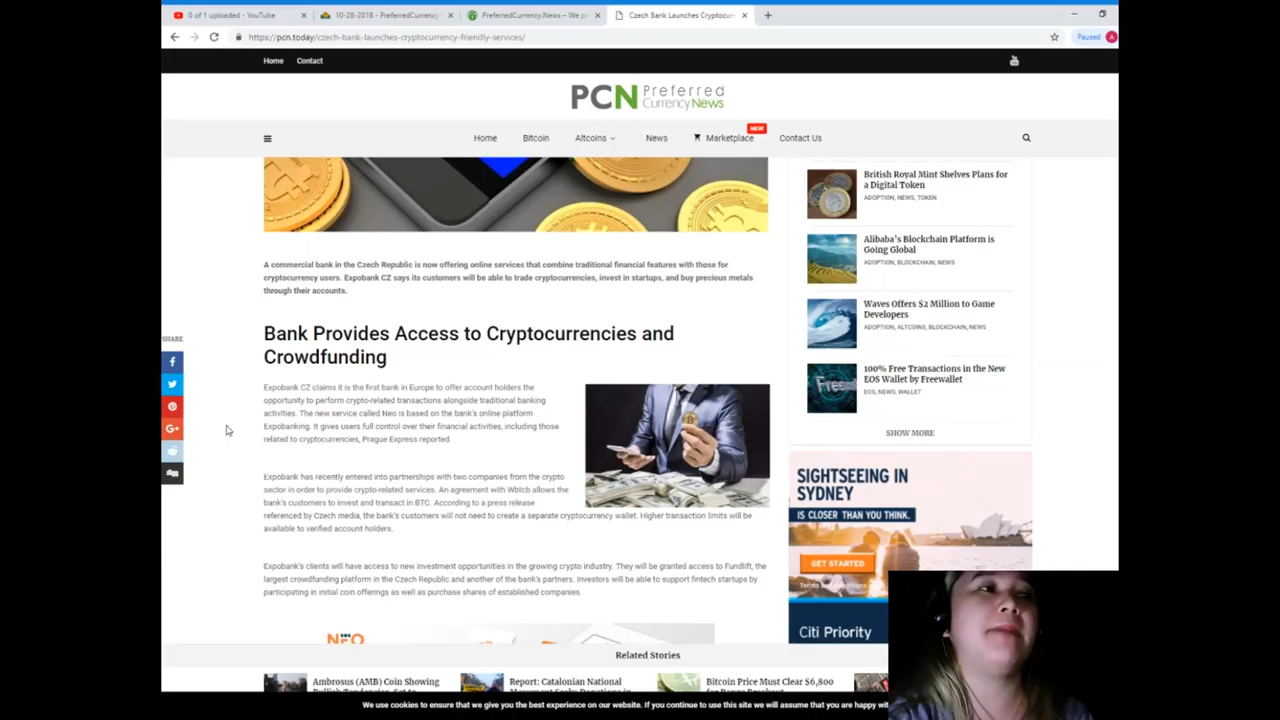 0 of 1 uploaded - YouTube
10-28-2018 - PreferredCurrency
PreferredCurrency.News – We pr
Czech Bank Launches Cryptocurr
https://pcn.today/czech-bank-launches-cryptocurrency-friendly-services/
Paused
A
Home
Contact
PCN Preferred
CurrencyNews
NEW
Home
Bitcoin
Altcoins
News
Marketplace
Contact Us
A commercial bank in the Czech Republic is now offering online services that combine traditional financial features with those for
cryptocurrency users. Expobank CZ says its customers will be able to trade cryptocurrencies, invest in startups, and buy precious metals
through their accounts.
Bank Provides Access to Cryptocurrencies and
Crowdfunding
SHARE
Expobank CZ claims it is the first bank in Europe to offer account holders the
opportunity to perform crypto-related transactions alongside traditional banking
activities. The new service called Neo is based on the bank's online platform
Expobanking. It gives users full control over their financial activities, including those
related to cryptocurrencies, Prague Express reported.
Expobank has recently entered into partnerships with two companies from the crypto
sector in order to provide crypto-related services. An agreement with Wbtcb allows the
bank's customers to invest and transact in BTC. According to a press release
referenced by Czech media, the bank's customers will not need to create a separate cryptocurrency wallet. Higher transaction limits will be
available to verified account holders.
Expobank's clients will have access to new investment opportunities in the growing crypto industry. They will be granted access to Fundlift, the
largest crowdfunding platform in the Czech Republic and another of the bank's partners. Investors will be able to support fintech startups by
participating in initial coin offerings as well as purchase shares of established companies.
NEO
British Royal Mint Shelves Plans for
a Digital Token
ADOPTION, NEWS, TOKEN
Alibaba's Blockchain Platform is
Going Global
ADOPTION, BLOCKCHAIN, NEWS
Waves Offers $2 Million to Game
Developers
ADOPTION, ALTCOINS, BLOCKCHAIN, NEWS
100% Free Transactions in the New
EOS Wallet by Freewallet
EOS, NEWS, WALLET
SHOW MORE
SIGHTSEEING IN
SYDNEY
IS CLOSER THAN YOU THINK.
GET STARTED
Citi Priority
Related Stories
Ambrosus (AMB) Coin Showing
Report: Catalonian National
Bitcoin Price Must Clear $6,800
We use cookies to ensure that we give you the best experience on our website. If you continue to use this site we will assume that you are happy wit